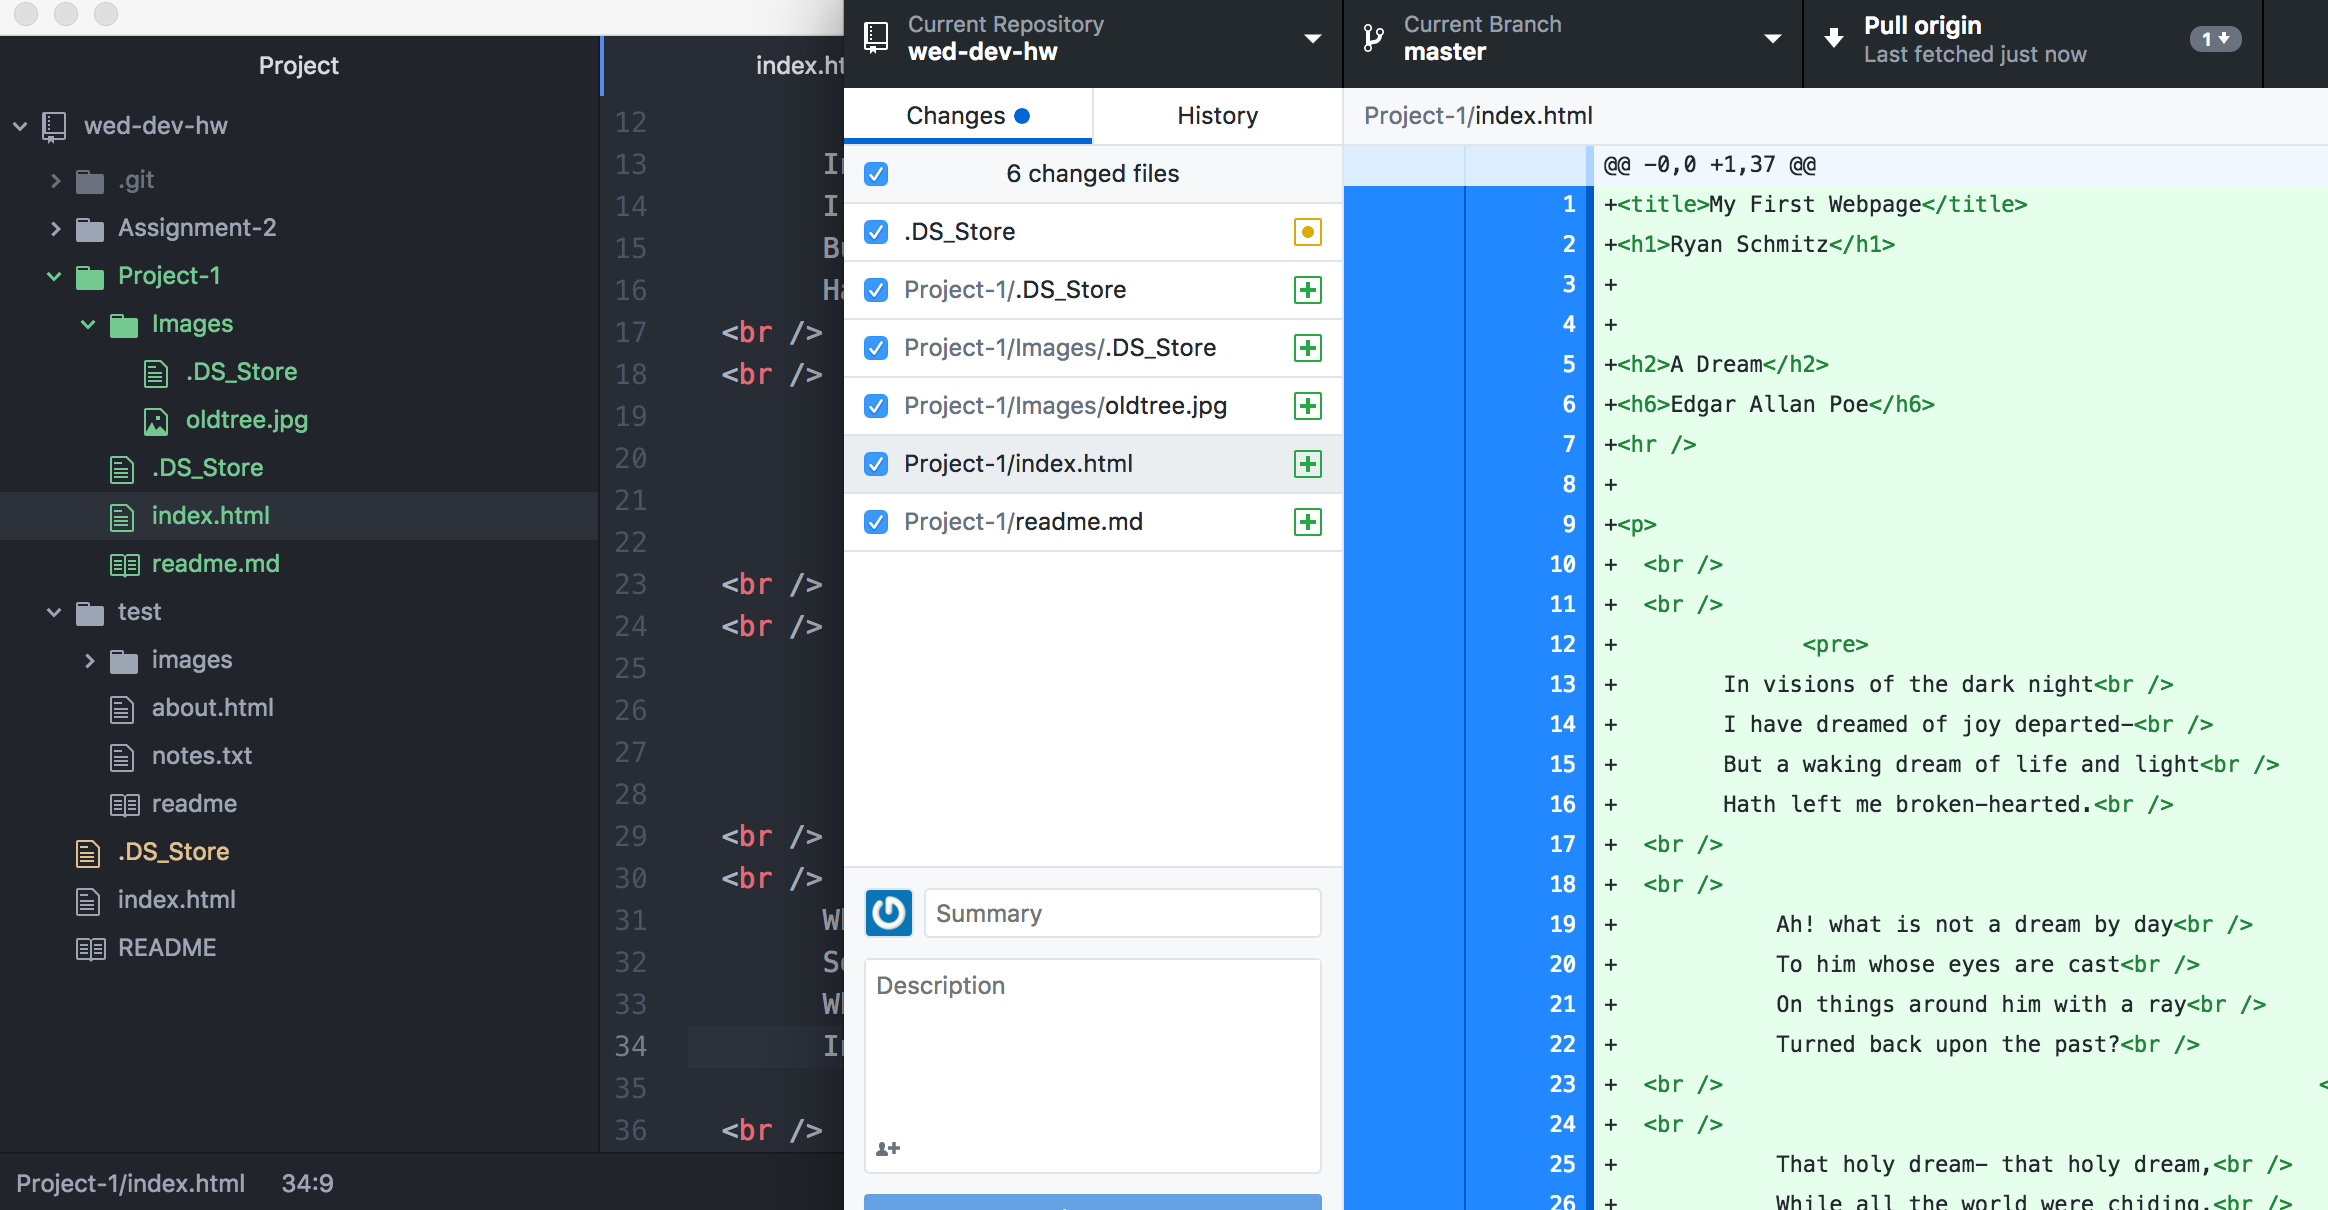 Project
wed-dev-hw
.git
Assignment-2
Project-1
Images
.DS_Store
oldtree.jpg
.DS_Store
index.html
readme.md
test
images
about.html
notes.txt
readme
.DS_Store
index.html
README
Project-1/index.html 34:9
12
13
14
15
16
17 <br />
18 <br />
19
20
21
22
23 <br />
24 <br />
25
26
27
28
29 <br />
30 <br />
31
32
33
34
35
36 <br />
Current Repository
wed-dev-hw
Current Branch
master
Pull origin
Last fetched just now
1
Changes
History
6 changed files
.DS_Store
Project-1/.DS_Store
Project-1/Images/.DS_Store
Project-1/Images/oldtree.jpg
Project-1/index.html
Project-1/readme.md
Summary
Description
Project-1/index.html
@@ -0,0 +1,37 @@
1 +<title>My First Webpage</title>
2 +<h1>Ryan Schmitz</h1>
3 +
4 +
5 +<h2>A Dream</h2>
6 +<h6>Edgar Allan Poe</h6>
7 +<hr />
8 +
9 +<p>
10 + <br />
11 + <br />
12 + <pre>
13 + In visions of the dark night<br />
14 + I have dreamed of joy departed-<br />
15 + But a waking dream of life and light<br />
16 + Hath left me broken-hearted.<br />
17 + <br />
18 + <br />
19 + Ah! what is not a dream by day<br />
20 + To him whose eyes are cast<br />
21 + On things around him with a ray<br />
22 + Turned back upon the past?<br />
23 + <br /> <
24 + <br />
25 + That holy dream- that holy dream,<br />
26 + While all the world were chiding,<br />